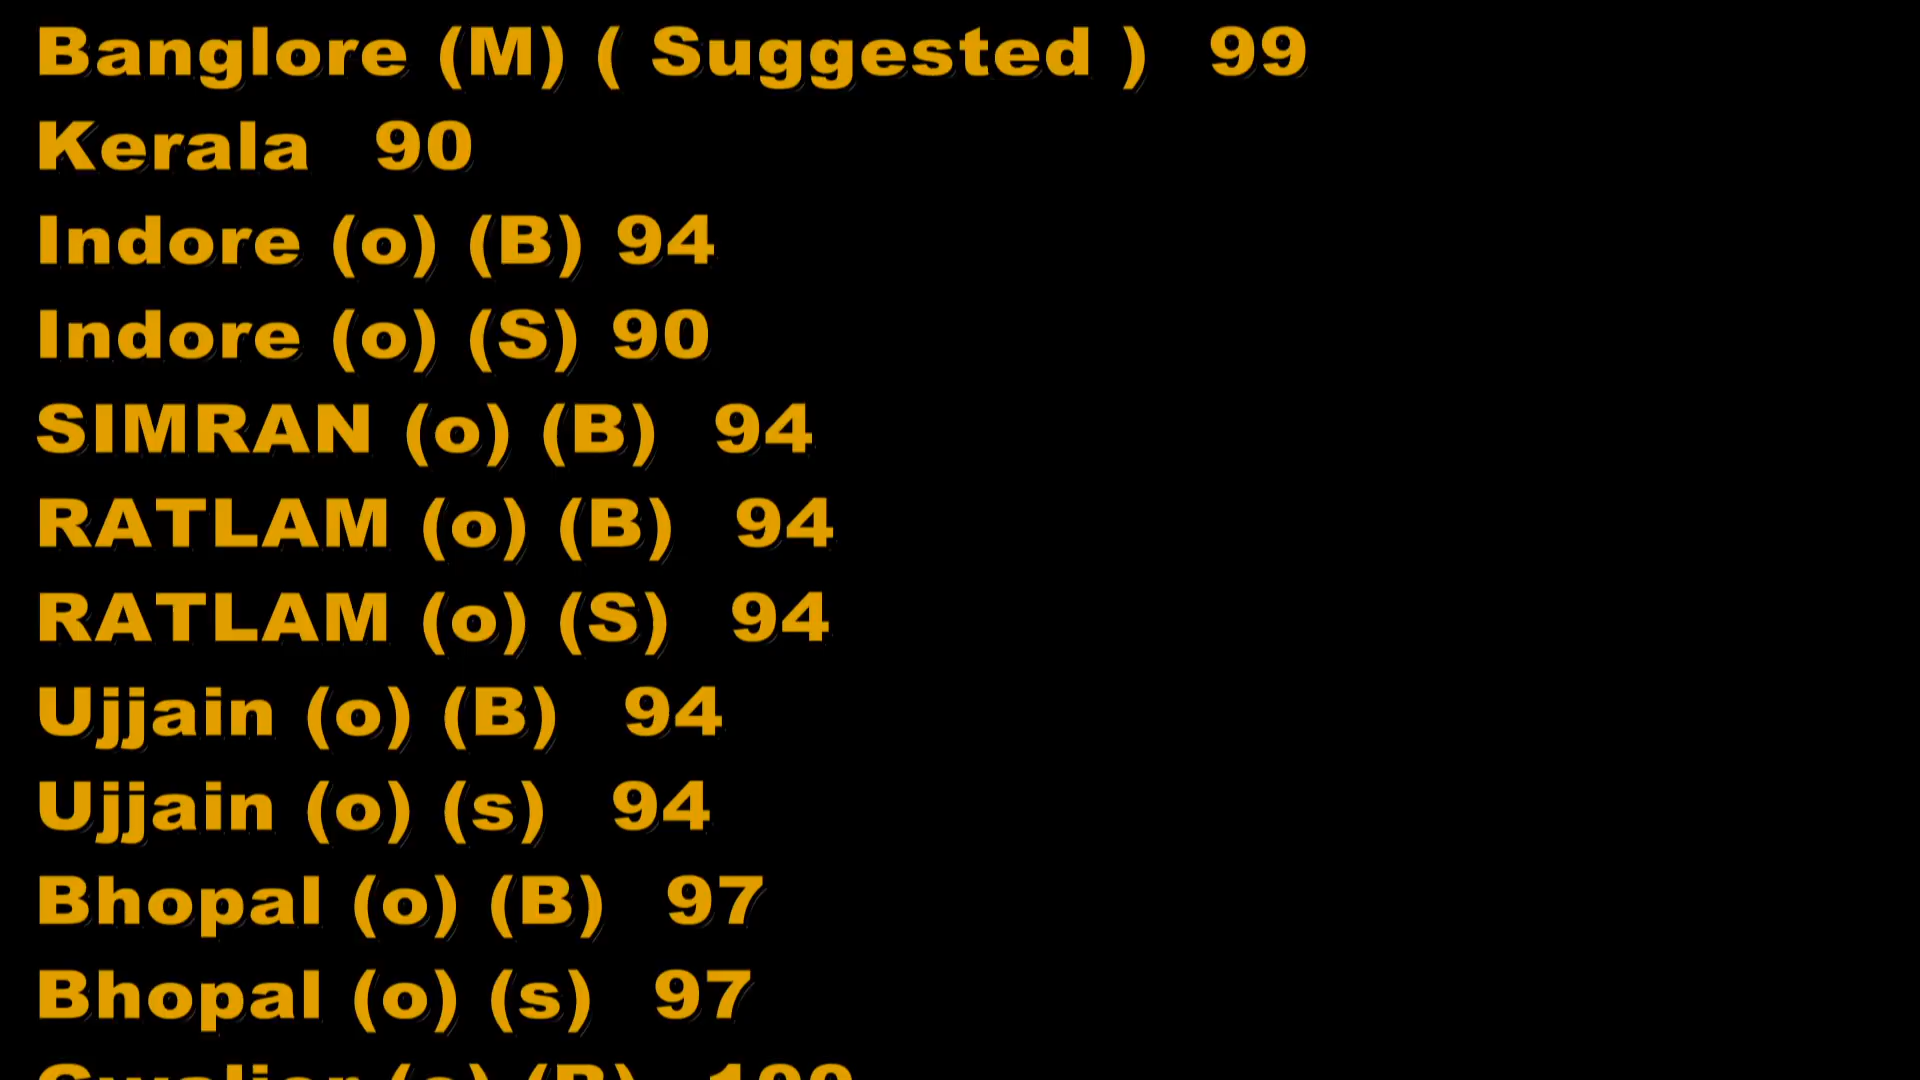 Banglore (M) ( Suggested ) 99
Kerala 90
Indore (o) (B) 94
Indore (o) (S) 90
SIMRAN (o) (B) 94
RATLAM (o) (B) 94
RATLAM (o) (S) 94
Ujjain (o) (B) 94
Ujjain (o) (s) 94
Bhopal (o) (B) 97
Bhopal (o) (s) 97
Gwalior (o) (B)